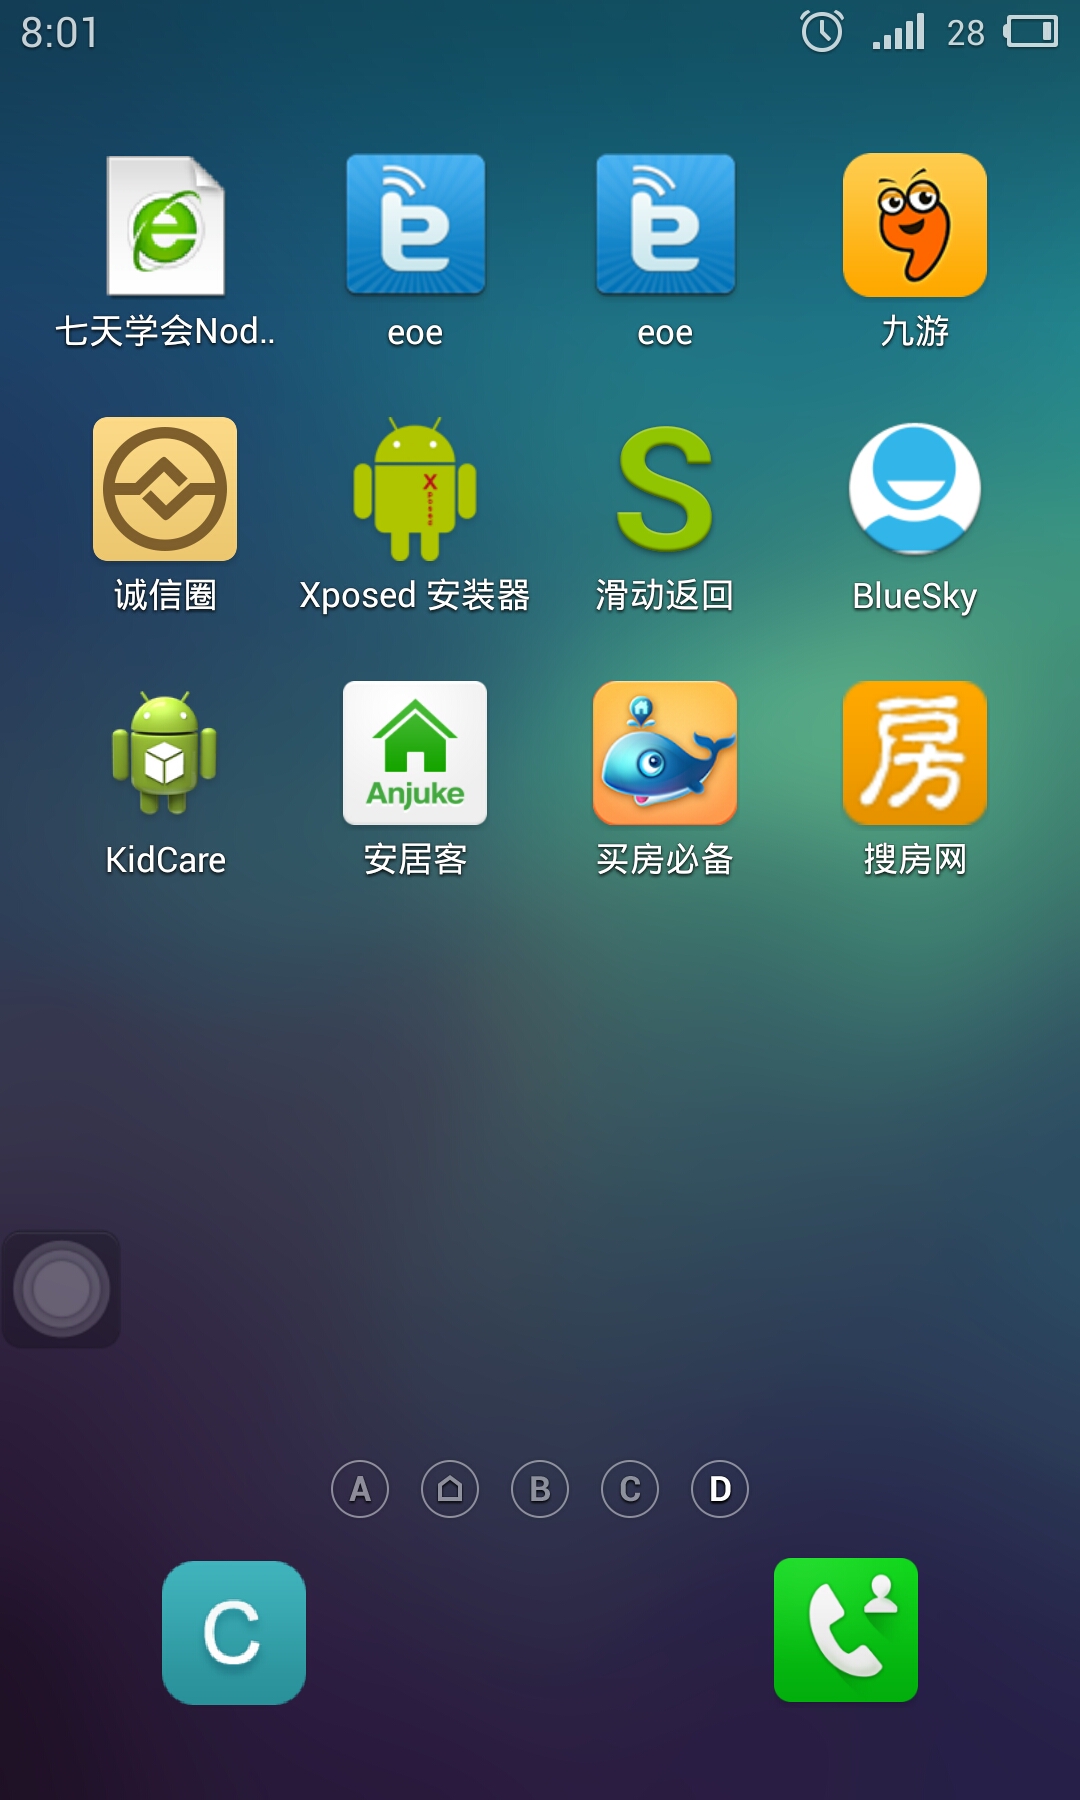 8:01 28
七天学会Nod..
eoe
eoe
九游
诚信圈
Xposed
Xposed 安装器
S
滑动返回
BlueSky
KidCare
Anjuke
安居客
买房必备
房
搜房网
A B C D
C